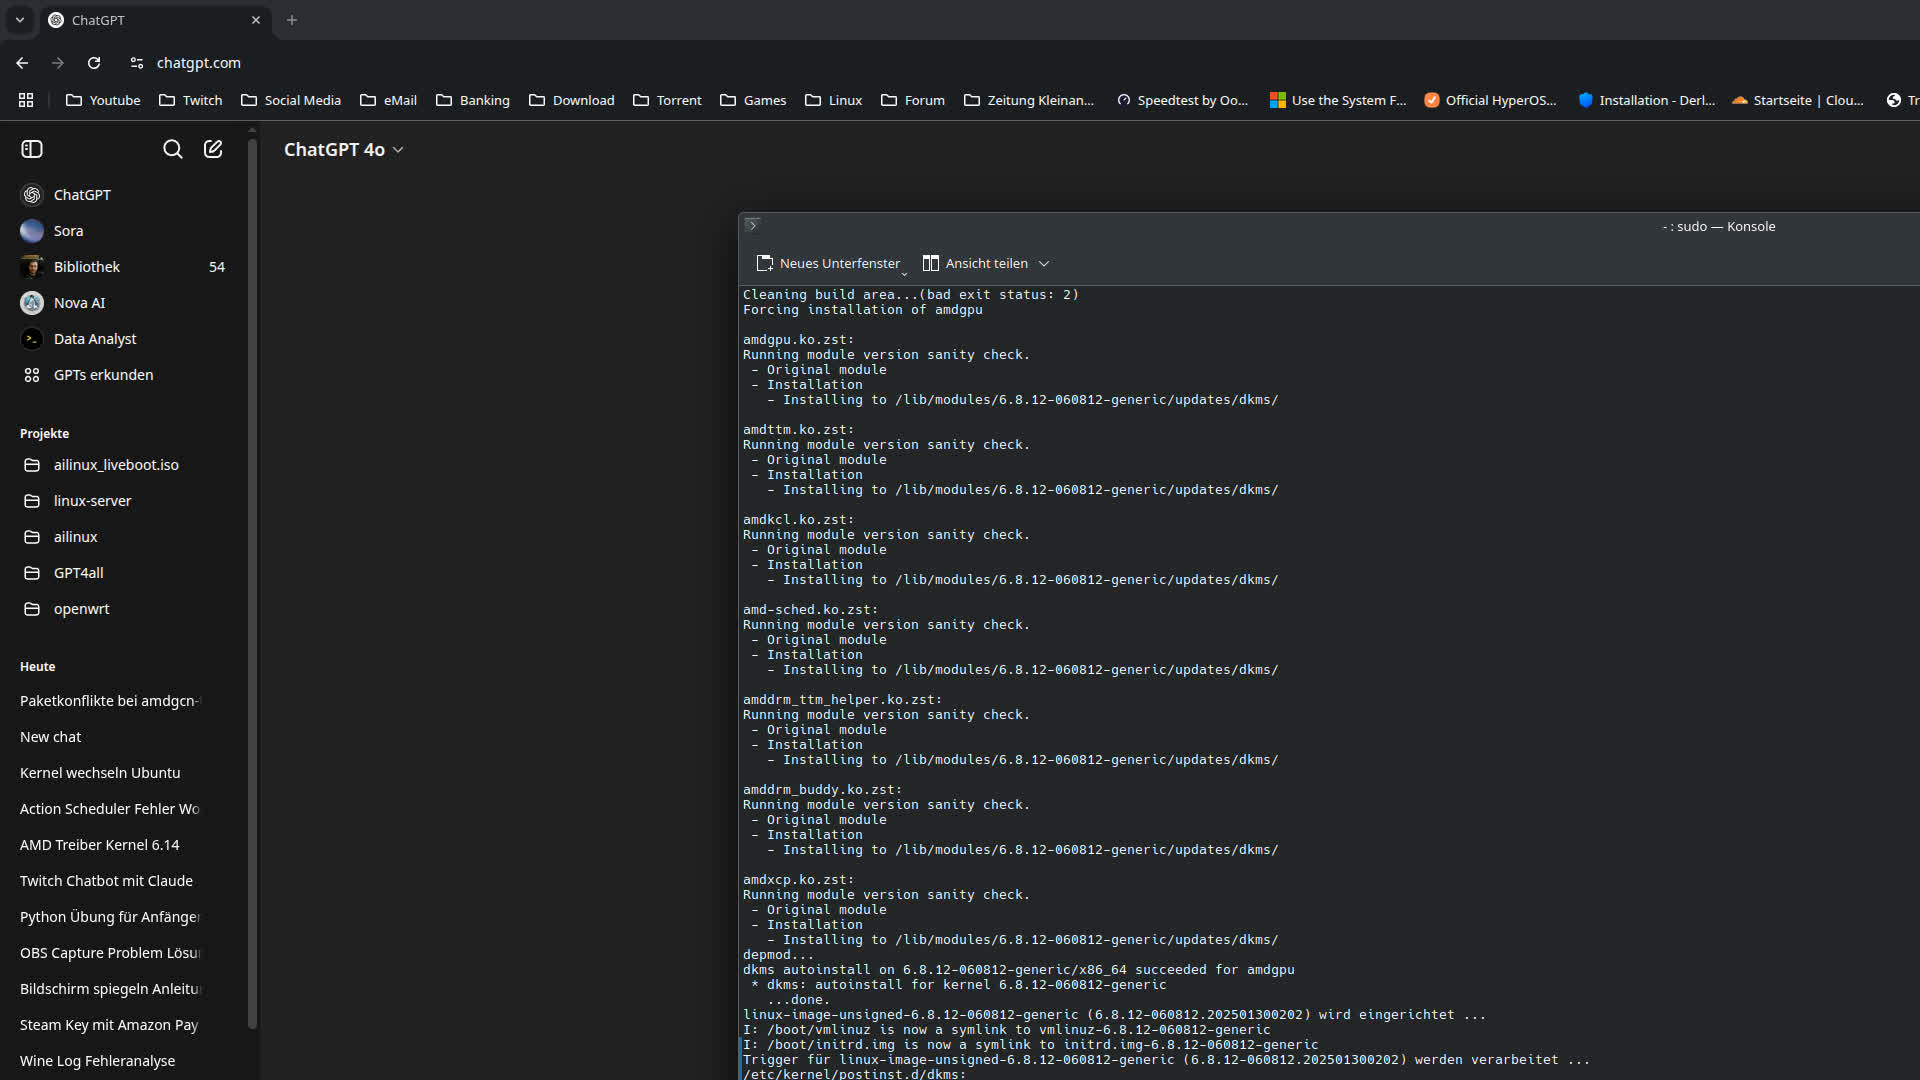 ChatGPT
chatgpt.com
Youtube
Twitch
Social Media
eMail
Banking
Download
Torrent
Games
Linux
Forum
Zeitung Kleinan...
Speedtest by Oo...
Use the System F...
Official HyperOS...
Installation - Derl...
Startseite | Clou...
Tr
ChatGPT 4o
ChatGPT
Sora
Bibliothek 54
Nova AI
Data Analyst
GPTs erkunden
Projekte
ailinux_liveboot.iso
linux-server
ailinux
GPT4all
openwrt
Heute
Paketkonflikte bei amdgcn-
New chat
Kernel wechseln Ubuntu
Action Scheduler Fehler Wo
AMD Treiber Kernel 6.14
Twitch Chatbot mit Claude
Python Übung für Anfänger
OBS Capture Problem Lösu
Bildschirm spiegeln Anleitu
Steam Key mit Amazon Pay
Wine Log Fehleranalyse
- : sudo — Konsole
Neues Unterfenster
Ansicht teilen
Cleaning build area...(bad exit status: 2)
Forcing installation of amdgpu
amdgpu.ko.zst:
Running module version sanity check.
- Original module
- Installation
- Installing to /lib/modules/6.8.12-060812-generic/updates/dkms/
amdttm.ko.zst:
Running module version sanity check.
- Original module
- Installation
- Installing to /lib/modules/6.8.12-060812-generic/updates/dkms/
amdkcl.ko.zst:
Running module version sanity check.
- Original module
- Installation
- Installing to /lib/modules/6.8.12-060812-generic/updates/dkms/
amd-sched.ko.zst:
Running module version sanity check.
- Original module
- Installation
- Installing to /lib/modules/6.8.12-060812-generic/updates/dkms/
amddrm_ttm_helper.ko.zst:
Running module version sanity check.
- Original module
- Installation
- Installing to /lib/modules/6.8.12-060812-generic/updates/dkms/
amddrm_buddy.ko.zst:
Running module version sanity check.
- Original module
- Installation
- Installing to /lib/modules/6.8.12-060812-generic/updates/dkms/
amdxcp.ko.zst:
Running module version sanity check.
- Original module
- Installation
- Installing to /lib/modules/6.8.12-060812-generic/updates/dkms/
depmod...
dkms autoinstall on 6.8.12-060812-generic/x86_64 succeeded for amdgpu
* dkms: autoinstall for kernel 6.8.12-060812-generic
...done.
linux-image-unsigned-6.8.12-060812-generic (6.8.12-060812.202501300202) wird eingerichtet ...
I: /boot/vmlinuz is now a symlink to vmlinuz-6.8.12-060812-generic
I: /boot/initrd.img is now a symlink to initrd.img-6.8.12-060812-generic
Trigger für linux-image-unsigned-6.8.12-060812-generic (6.8.12-060812.202501300202) werden verarbeitet ...
/etc/kernel/postinst.d/dkms: